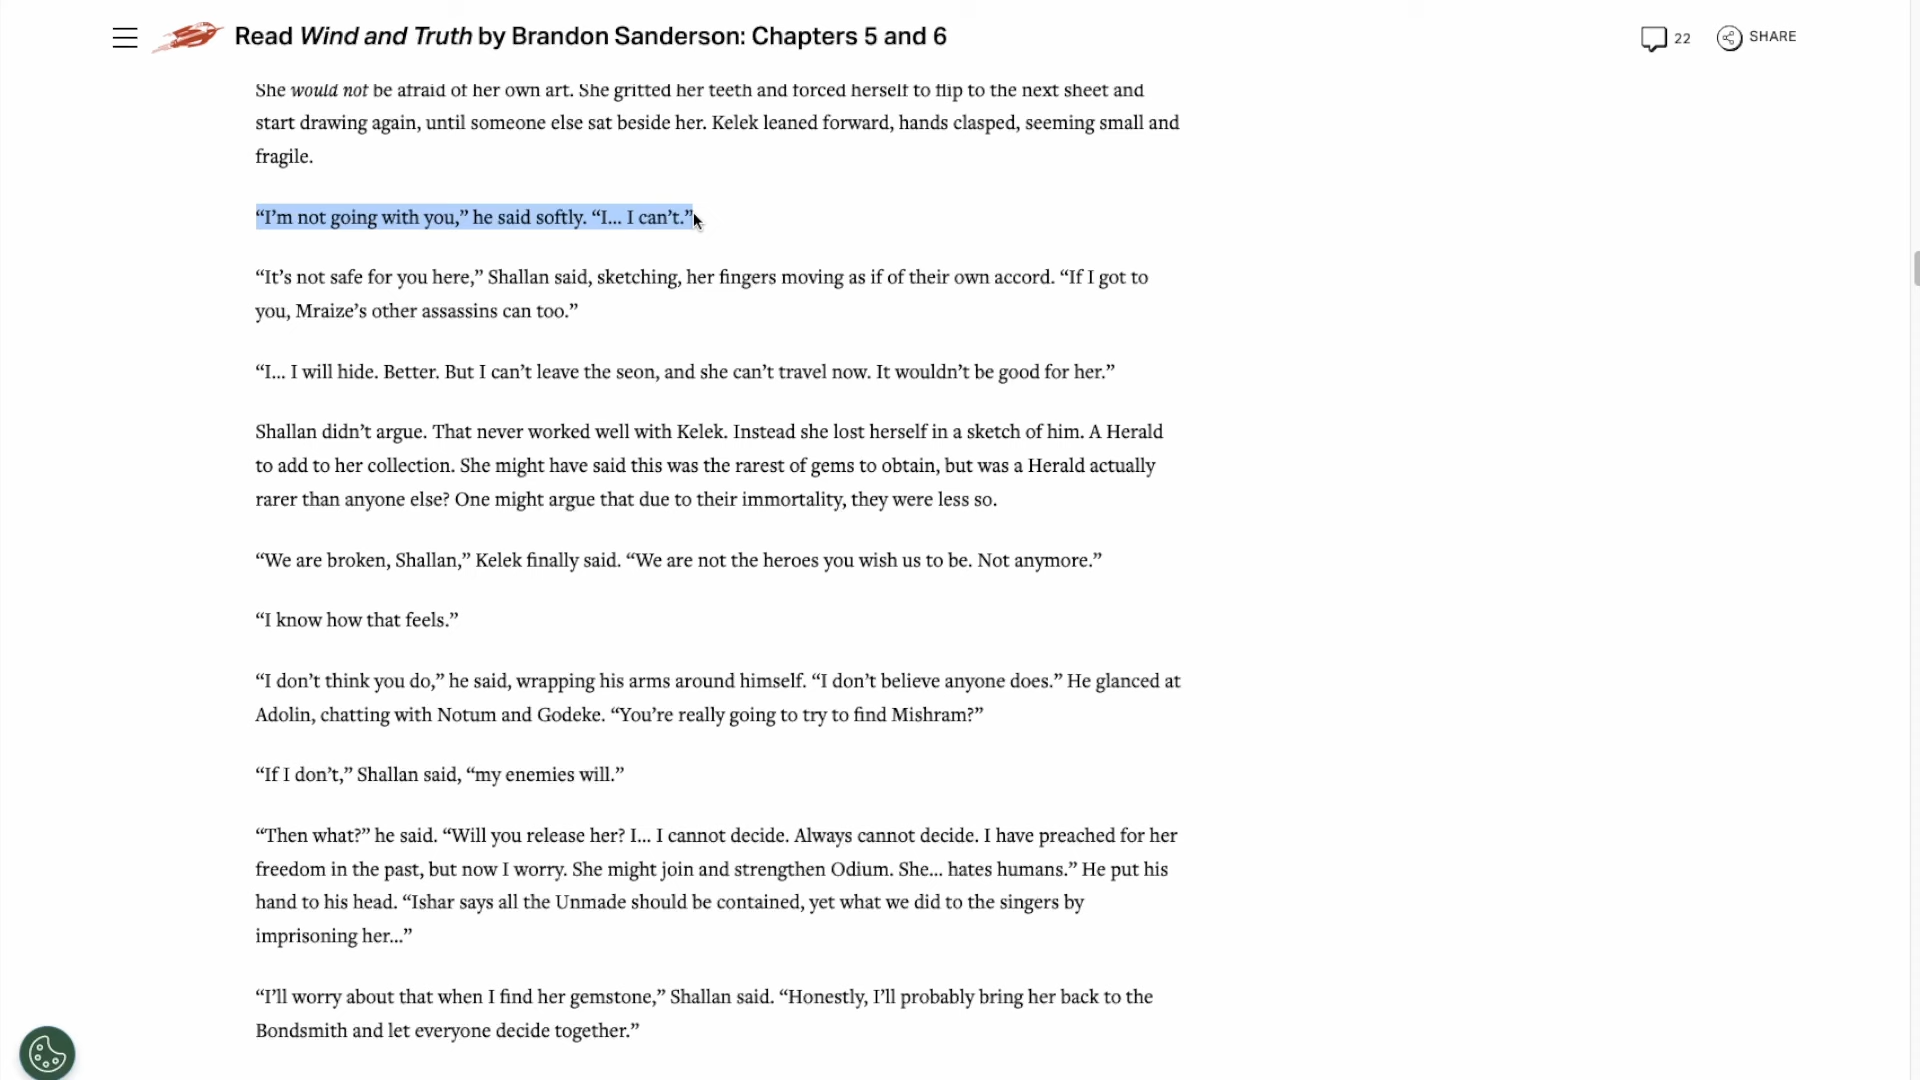 Read Wind and Truth by Brandon Sanderson: Chapters 5 and 6
22
SHARE
She would not be afraid of her own art. She gritted her teeth and forced herself to flip to the next sheet and
start drawing again, until someone else sat beside her. Kelek leaned forward, hands clasped, seeming small and
fragile.
“I’m not going with you,” he said softly. “I… I can’t.”
“It’s not safe for you here,” Shallan said, sketching, her fingers moving as if of their own accord. “If I got to
you, Mraize’s other assassins can too.”
“I… I will hide. Better. But I can’t leave the seon, and she can’t travel now. It wouldn’t be good for her.”
Shallan didn’t argue. That never worked well with Kelek. Instead she lost herself in a sketch of him. A Herald
to add to her collection. She might have said this was the rarest of gems to obtain, but was a Herald actually
rarer than anyone else? One might argue that due to their immortality, they were less so.
“We are broken, Shallan,” Kelek finally said. “We are not the heroes you wish us to be. Not anymore.”
“I know how that feels.”
“I don’t think you do,” he said, wrapping his arms around himself. “I don’t believe anyone does.” He glanced at
Adolin, chatting with Notum and Godeke. “You’re really going to try to find Mishram?”
“If I don’t,” Shallan said, “my enemies will.”
“Then what?” he said. “Will you release her? I… I cannot decide. Always cannot decide. I have preached for her
freedom in the past, but now I worry. She might join and strengthen Odium. She… hates humans.” He put his
hand to his head. “Ishar says all the Unmade should be contained, yet what we did to the singers by
imprisoning her…”
“I’ll worry about that when I find her gemstone,” Shallan said. “Honestly, I’ll probably bring her back to the
Bondsmith and let everyone decide together.”